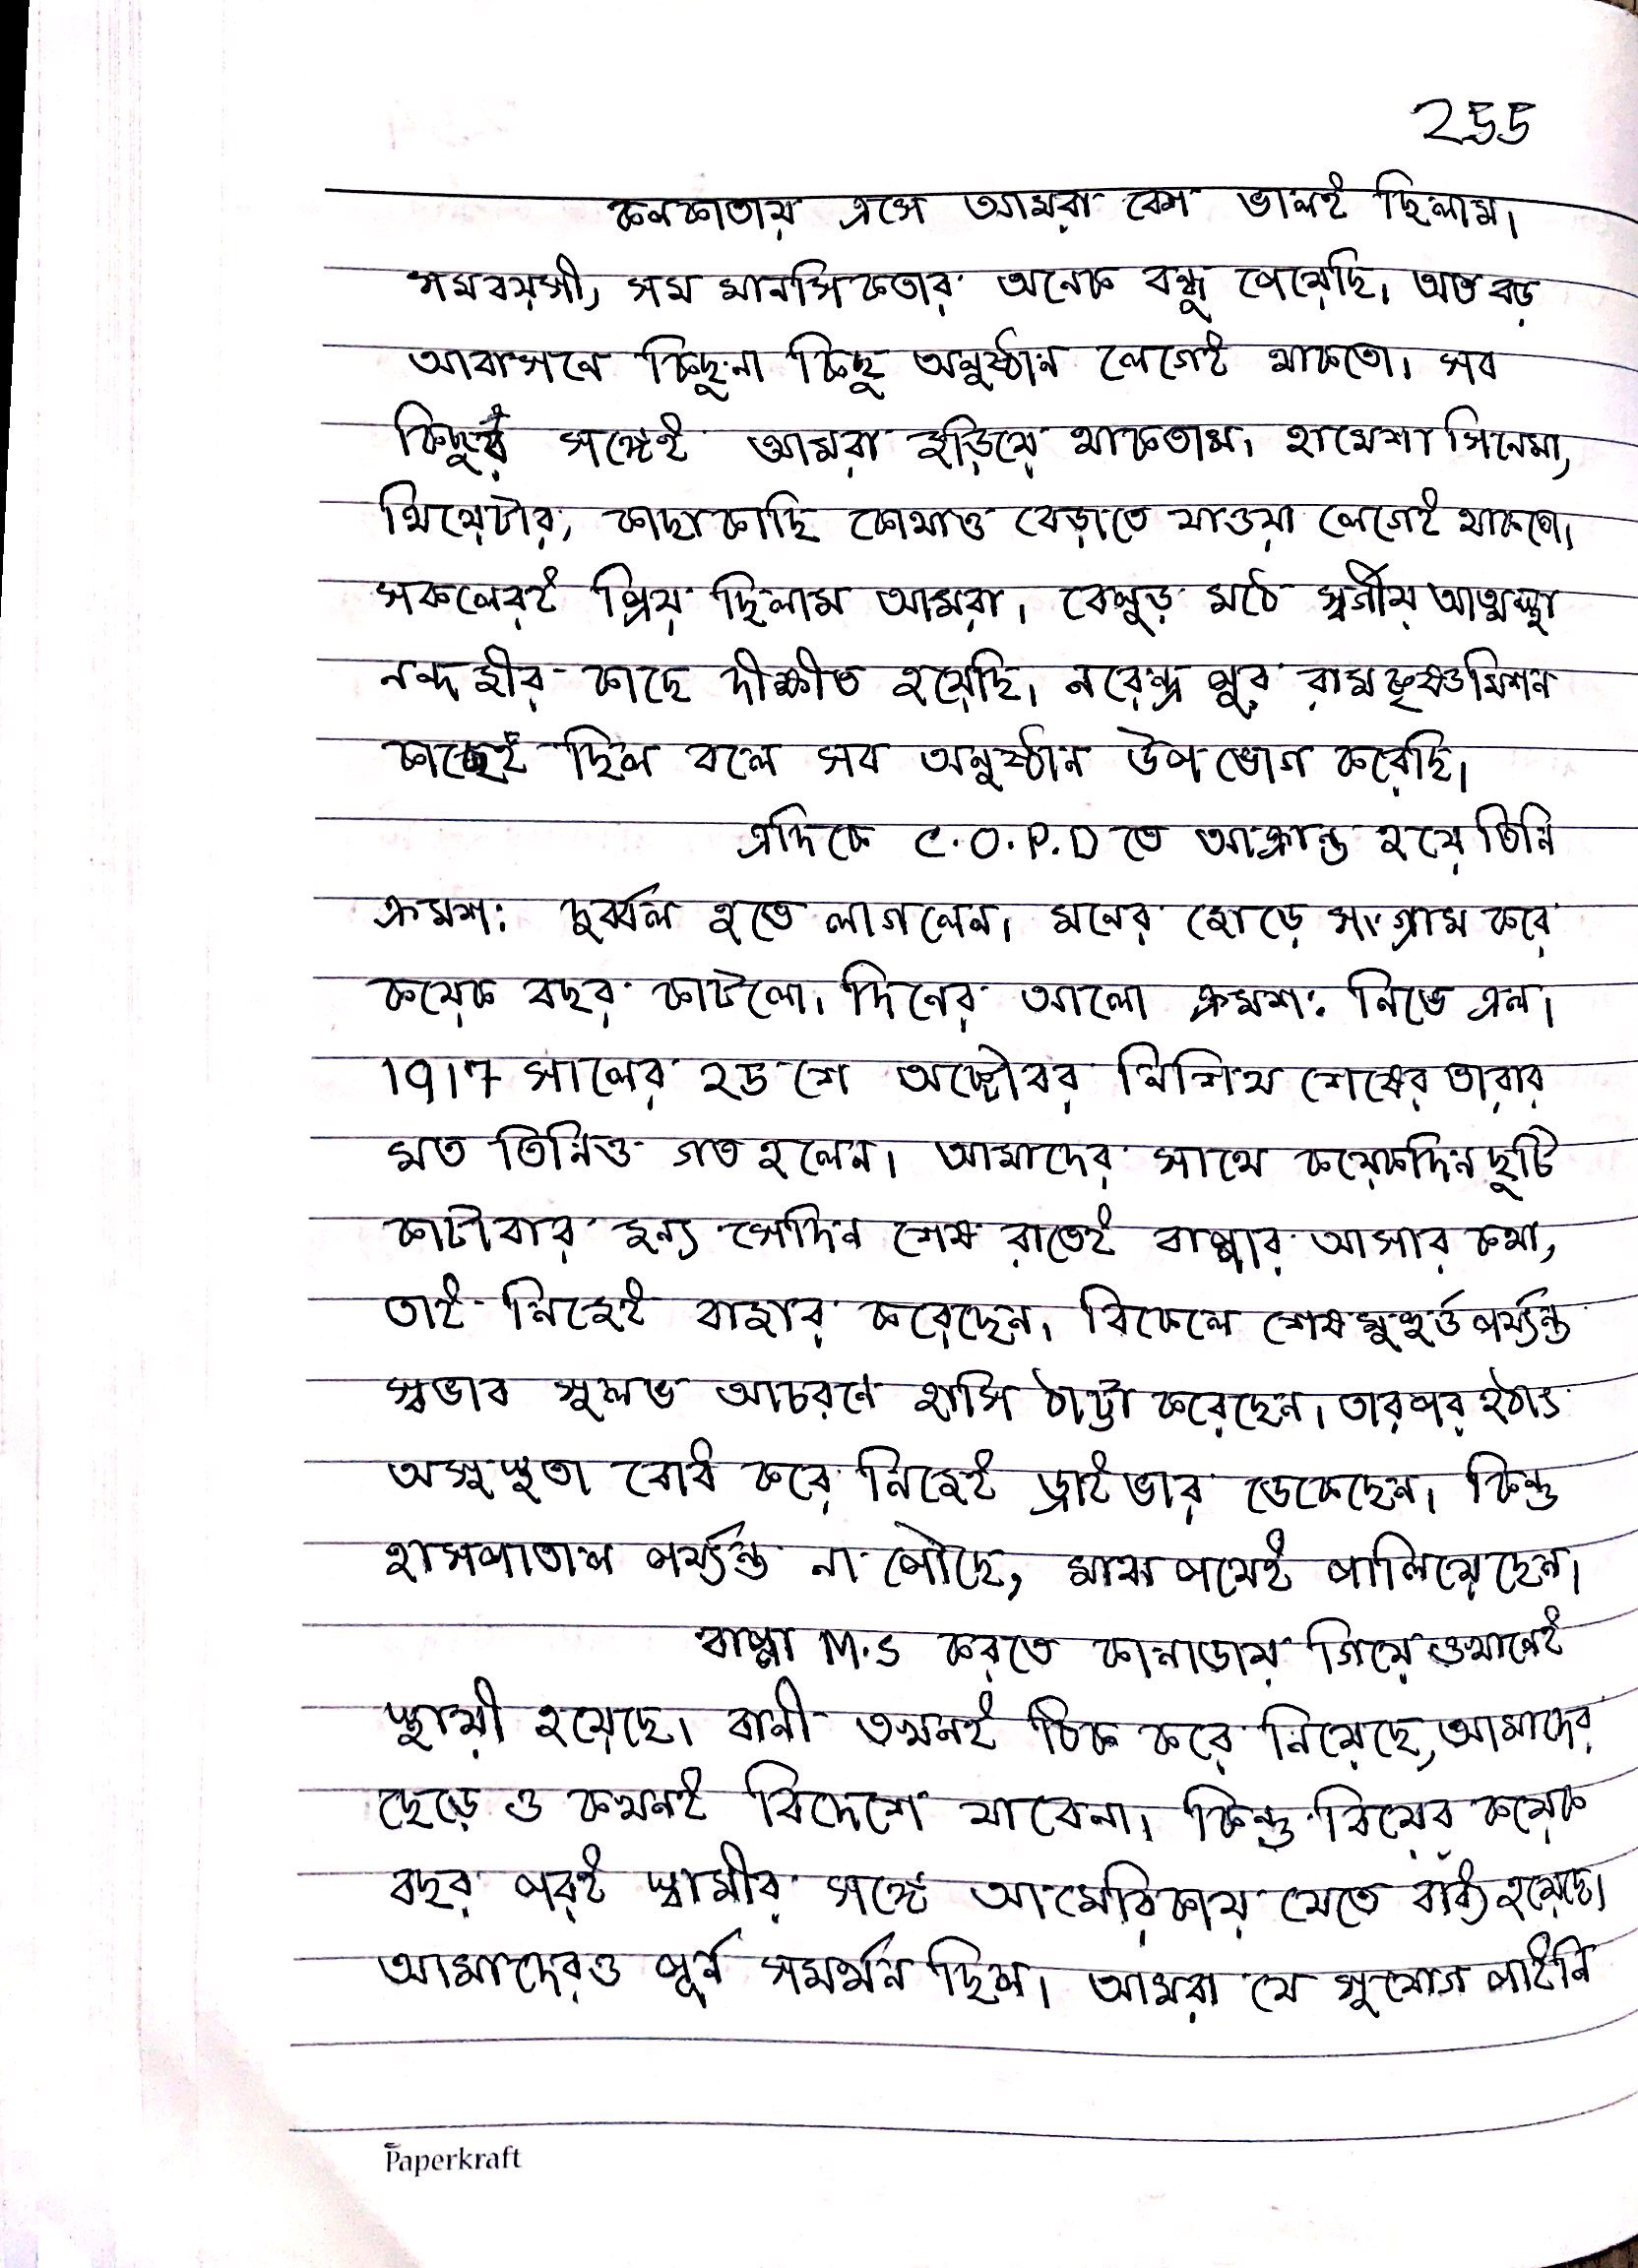 255
কলকাতায় এসে আমরা বেশ ভালই ছিলাম।
সমবয়সী, সম মানসিকতার অনেক বন্ধু পেয়েছি। অত বড়
আবাসনে কিছু না কিছু অনুষ্ঠান লেগেই থাকতো। সব
কিছুর সঙ্গেই আমরা জড়িয়ে থাকতাম। হামেশা সিনেমা,
থিয়েটার, কাছাকাছি কোথাও বেড়াতে যাওয়া লেগেই থাকতো।
সকলেরই প্রিয় ছিলাম আমরা। বেলুড় মঠে স্বর্গীয় আত্মস্থা
নন্দজীর কাছে দীক্ষীত হয়েছি। নরেন্দ্র পুর রামকৃষ্ণমিশন
কাছেই ছিল বলে সব অনুষ্ঠান উপভোগ করেছি।
এদিকে C.O.P.D তে আক্রান্ত হয়ে তিনি
ক্রমশ: দুর্ব্বল হতে লাগলেন। মনের জোড়ে সংগ্রাম করে
কয়েক বছর কাটলো। দিনের আলো ক্রমশ: নিভে এল।
1917 সালের ২৬শে অক্টোবর নিশিথ শেষের তারার
মত তিনিও গত হলেন। আমাদের সাথে কয়েকদিন ছুটি
কাটাবার জন্য সেদিন শেষ রাতেই বাপ্পার আসার কথা,
তাই নিজেই বাজার করেছেন। বিকেলে শেষ মুহূর্ত পর্য্যন্ত
স্বভাব সুলভ আচরণে হাসি ঠাট্টা করেছেন। তারপর হঠাৎ
অসুস্থতা বোধ করে নিজেই ড্রাইভার ডেকেছেন। কিন্তু
হাসপাতাল পর্য্যন্ত না পৌছে, মাঝ পথেই পালিয়েছেন।
বাপ্পা M.S করতে কানাডায় গিয়ে ওখানেই
স্থায়ী হয়েছে। রানী তখনই ঠিক করে নিয়েছে, আমাদের
ছেড়ে ও কখনই বিদেশে যাবেনা। কিন্তু বিয়ের কয়েক
বছর পরই স্বামীর সঙ্গে আমেরিকায় যেতে বাধ্য হয়েছে।
আমাদেরও পূর্ন সমর্থন ছিল। আমরা যে সুযোগ পাইনি
Paperkraft